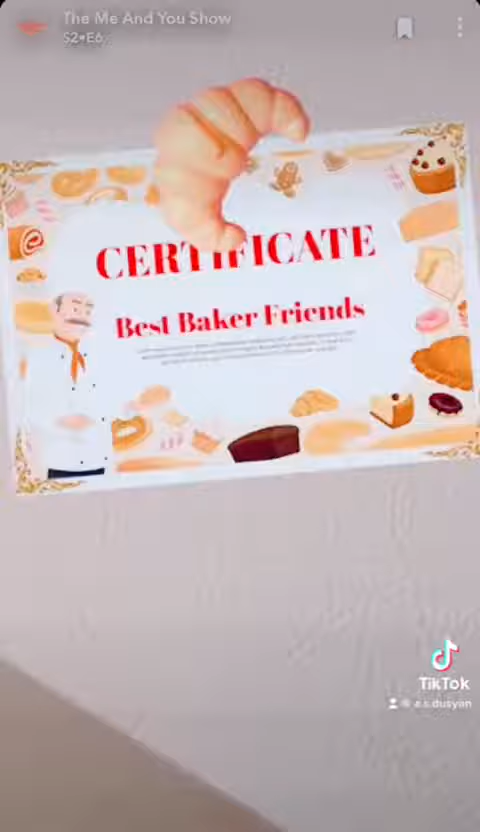 The Me And You Show
S2•E6
CERTIFICATE
Best Baker Friends
TikTok